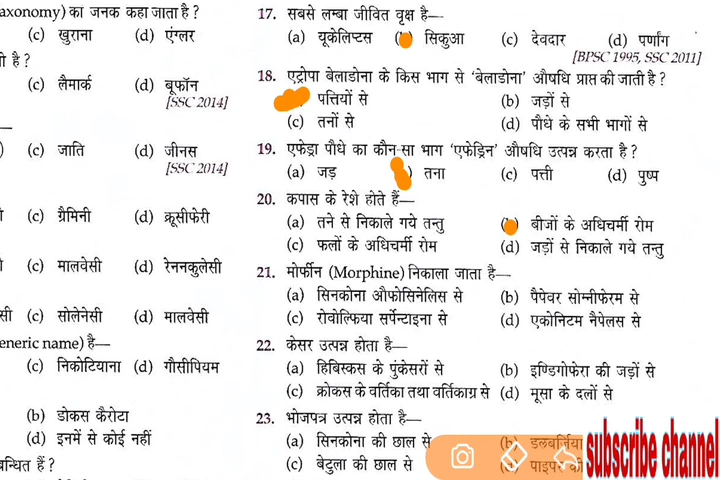 axonomy) का जनक कहा जाता है ?
(c) खुराना (d) एंग्लर
ी है ?
(c) लैमार्क (d) बूफॉन
[SSC 2014]
(c) जाति (d) जीनस
[SSC 2014]
(c) ग्रैमिनी (d) क्रूसीफेरी
(c) मालवेसी (d) रेननकुलेसी
सी (c) सोलेनेसी (d) मालवेसी
eneric name) है—
(c) निकोटियाना (d) गौसीपियम
(b) डोकस कैरोटा
(d) इनमें से कोई नहीं
बन्धित हैं ?
17. सबसे लम्बा जीवित वृक्ष है—
(a) यूकेलिप्टस सिकुआ (c) देवदार (d) पर्णांग
[BPSC 1995, SSC 2011]
18. एट्रोपा बेलाडोना के किस भाग से ‘बेलाडोना’ औषधि प्राप्त की जाती है ?
पत्तियों से (b) जड़ों से
(c) तनों से (d) पौधे के सभी भागों से
19. एफेड्रा पौधे का कौन-सा भाग ‘एफेड्रिन’ औषधि उत्पन्न करता है ?
(a) जड़ ) तना (c) पत्ती (d) पुष्प
20. कपास के रेशे होते हैं—
(a) तने से निकाले गये तन्तु बीजों के अधिचर्मी रोम
(c) फलों के अधिचर्मी रोम (d) जड़ों से निकाले गये तन्तु
21. मोर्फीन (Morphine) निकाला जाता है—
(a) सिनकोना औफोसिनेलिस से (b) पैपेवर सोम्नीफेरम से
(c) रोवोल्फिया सर्पेन्टाइना से (d) एकोनिटम नैपेलस से
22. केसर उत्पन्न होता है—
(a) हिबिस्कस के पुंकेसरों से (b) इण्डिगोफेरा की जड़ों से
(c) क्रोकस के वर्तिका तथा वर्तिकाग्र से (d) मूसा के दलों से
23. भोजपत्र उत्पन्न होता है—
(a) सिनकोना की छाल से (b) डलबर्जिया
(c) बेटुला की छाल से (d) पाइनस की
subscribe channel